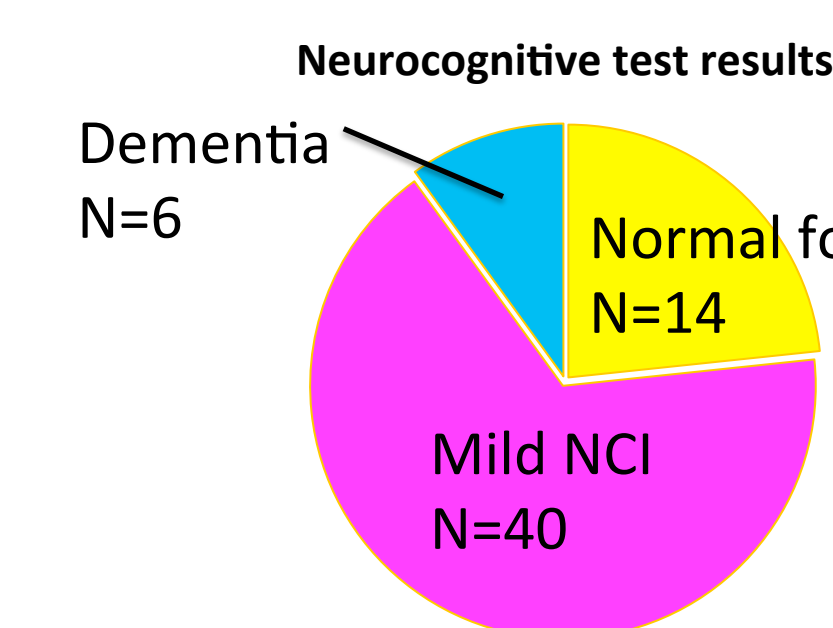 Neurocognitive test results
Dementia
N=6
Normal
N=14
Mild NCI
N=40